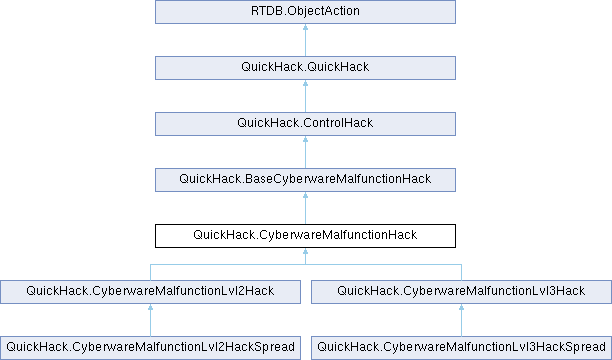 RTDB.ObjectAction
QuickHack.QuickHack
QuickHack.ControlHack
QuickHack.BaseCyberwareMalfunctionHack
QuickHack.CyberwareMalfunctionHack
QuickHack.CyberwareMalfunctionLvl2Hack
QuickHack.CyberwareMalfunctionLvl3Hack
QuickHack.CyberwareMalfunctionLvl2HackSpread
QuickHack.CyberwareMalfunctionLvl3HackSpread